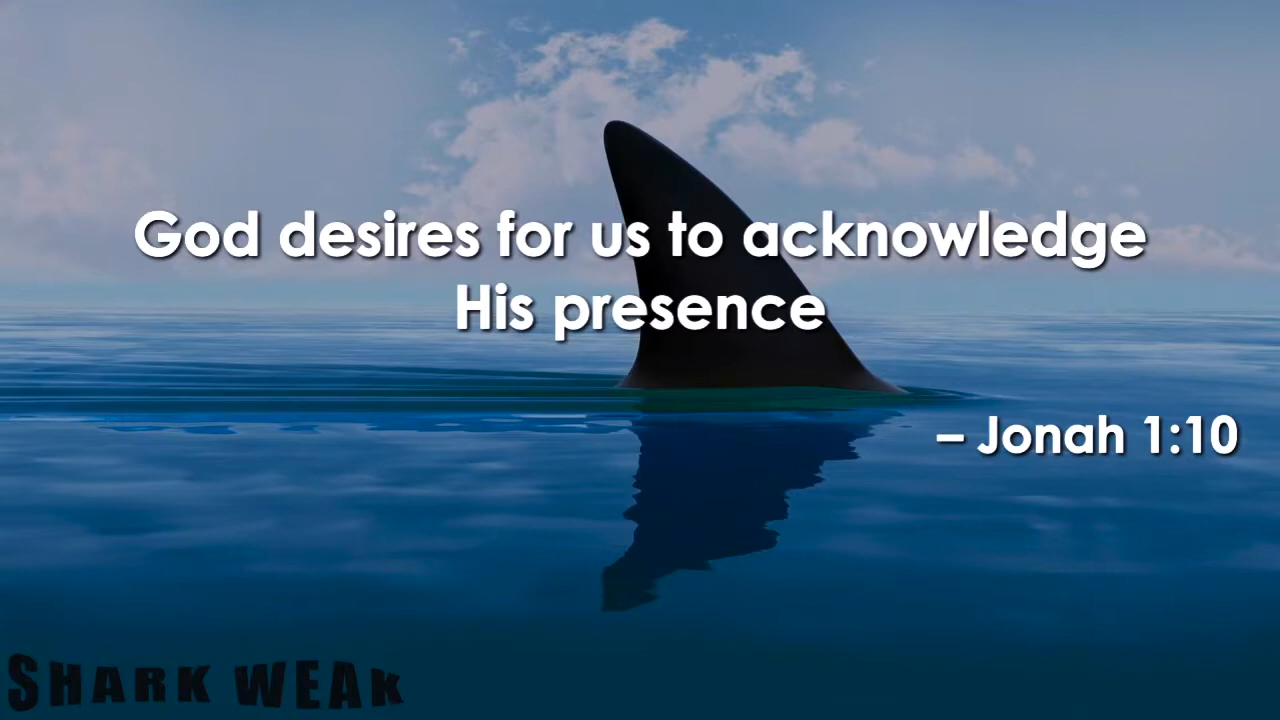 God desires for us to acknowledge
His presence
– Jonah 1:10
SHARK WEAK